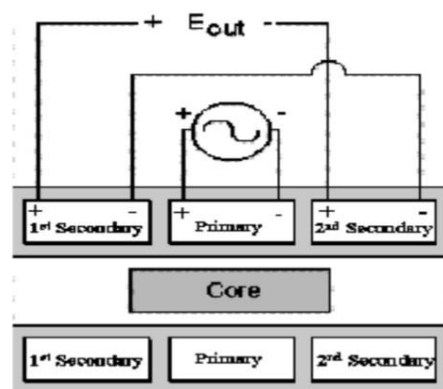 + Eout -
+ -
+ - + - + -
1st Secondary Primary 2nd Secondary
Core
1st Secondary Primary 2nd Secondary